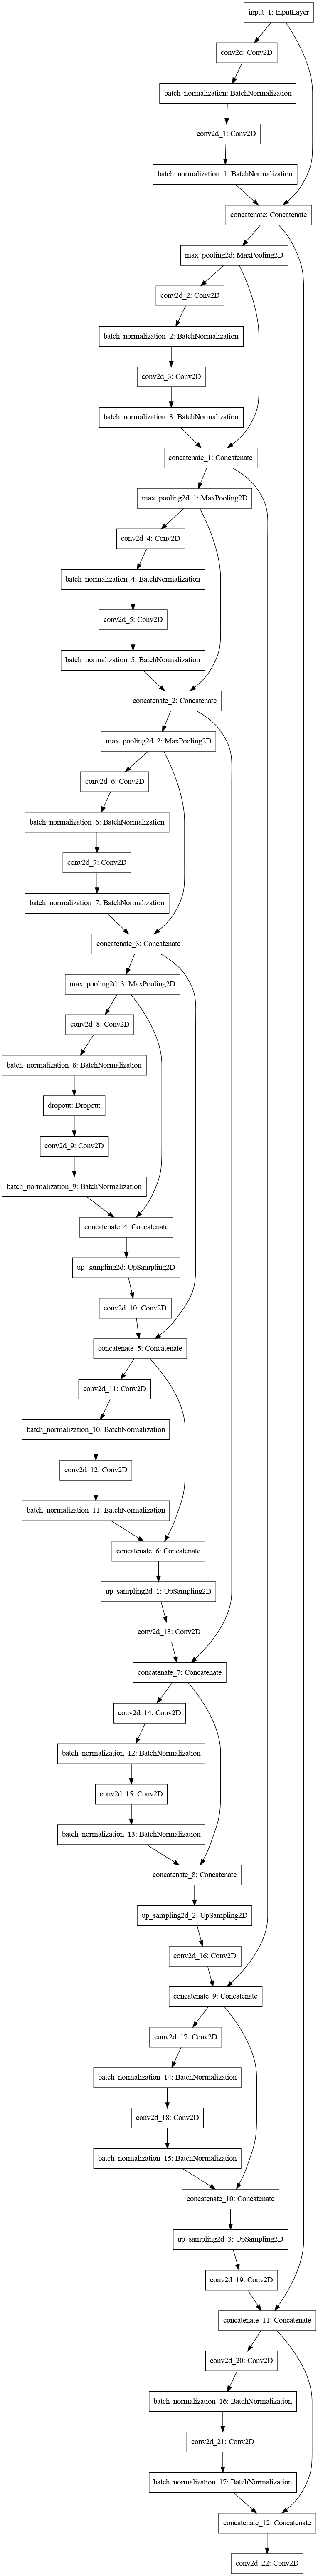 input_1: InputLayer
conv2d: Conv2D
batch_normalization: BatchNormalization
conv2d_1: Conv2D
batch_normalization_1: BatchNormalization
concatenate: Concatenate
max_pooling2d: MaxPooling2D
conv2d_2: Conv2D
batch_normalization_2: BatchNormalization
conv2d_3: Conv2D
batch_normalization_3: BatchNormalization
concatenate_1: Concatenate
max_pooling2d_1: MaxPooling2D
conv2d_4: Conv2D
batch_normalization_4: BatchNormalization
conv2d_5: Conv2D
batch_normalization_5: BatchNormalization
concatenate_2: Concatenate
max_pooling2d_2: MaxPooling2D
conv2d_6: Conv2D
batch_normalization_6: BatchNormalization
conv2d_7: Conv2D
batch_normalization_7: BatchNormalization
concatenate_3: Concatenate
max_pooling2d_3: MaxPooling2D
conv2d_8: Conv2D
batch_normalization_8: BatchNormalization
dropout: Dropout
conv2d_9: Conv2D
batch_normalization_9: BatchNormalization
concatenate_4: Concatenate
up_sampling2d: UpSampling2D
conv2d_10: Conv2D
concatenate_5: Concatenate
conv2d_11: Conv2D
batch_normalization_10: BatchNormalization
conv2d_12: Conv2D
batch_normalization_11: BatchNormalization
concatenate_6: Concatenate
up_sampling2d_1: UpSampling2D
conv2d_13: Conv2D
concatenate_7: Concatenate
conv2d_14: Conv2D
batch_normalization_12: BatchNormalization
conv2d_15: Conv2D
batch_normalization_13: BatchNormalization
concatenate_8: Concatenate
up_sampling2d_2: UpSampling2D
conv2d_16: Conv2D
concatenate_9: Concatenate
conv2d_17: Conv2D
batch_normalization_14: BatchNormalization
conv2d_18: Conv2D
batch_normalization_15: BatchNormalization
concatenate_10: Concatenate
up_sampling2d_3: UpSampling2D
conv2d_19: Conv2D
concatenate_11: Concatenate
conv2d_20: Conv2D
batch_normalization_16: BatchNormalization
conv2d_21: Conv2D
batch_normalization_17: BatchNormalization
concatenate_12: Concatenate
conv2d_22: Conv2D